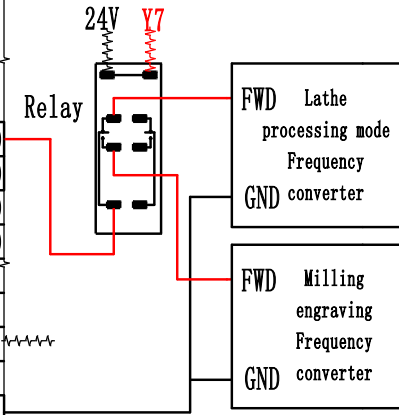 24V Y7
Relay
FWD Lathe
processing mode
Frequency
GND converter
FWD Milling
engraving
Frequency
GND converter